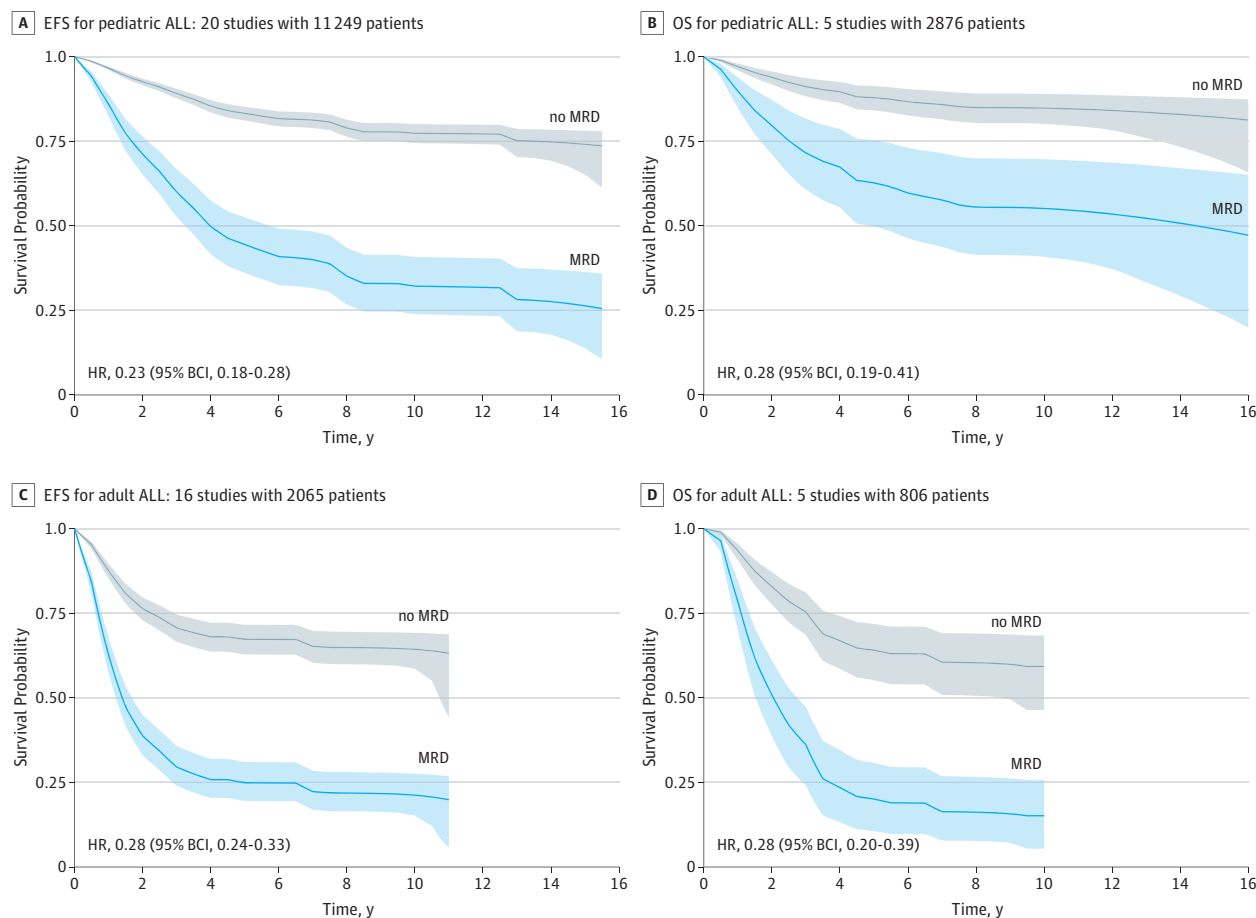 A EFS for pediatric ALL: 20 studies with 11 249 patients
1.0
0.75
0.50
0.25
0
Survival Probability
no MRD
MRD
HR, 0.23 (95% BCI, 0.18-0.28)
0 2 4 6 8 10 12 14 16
Time, y
B OS for pediatric ALL: 5 studies with 2876 patients
1.0
0.75
0.50
0.25
0
Survival Probability
no MRD
MRD
HR, 0.28 (95% BCI, 0.19-0.41)
0 2 4 6 8 10 12 14 16
Time, y
C EFS for adult ALL: 16 studies with 2065 patients
1.0
0.75
0.50
0.25
0
Survival Probability
no MRD
MRD
HR, 0.28 (95% BCI, 0.24-0.33)
0 2 4 6 8 10 12 14 16
Time, y
D OS for adult ALL: 5 studies with 806 patients
1.0
0.75
0.50
0.25
0
Survival Probability
no MRD
MRD
HR, 0.28 (95% BCI, 0.20-0.39)
0 2 4 6 8 10 12 14 16
Time, y